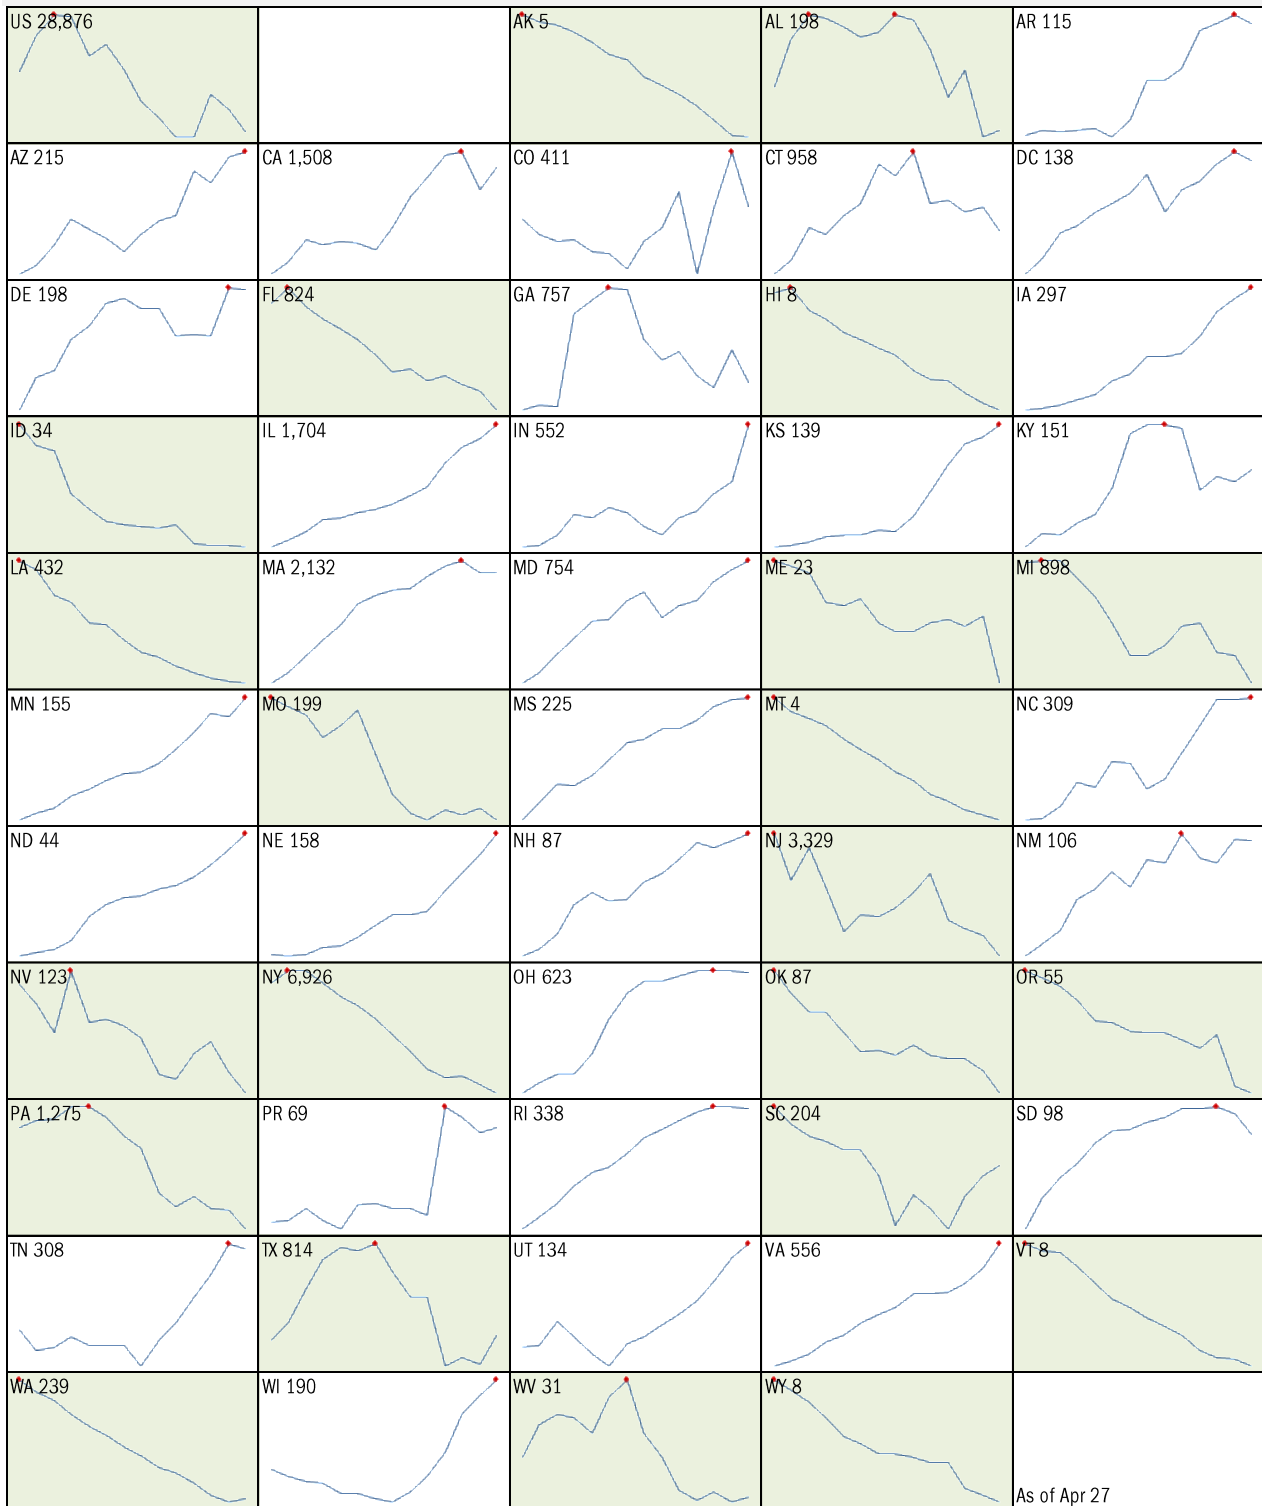 US 28,876
AK 5
AL 198
AR 115
AZ 215
CA 1,508
CO 411
CT 958
DC 138
DE 198
FL 824
GA 757
HI 8
IA 297
ID 34
IL 1,704
IN 552
KS 139
KY 151
LA 432
MA 2,132
MD 754
ME 23
MI 898
MN 155
MO 199
MS 225
MT 4
NC 309
ND 44
NE 158
NH 87
NJ 3,329
NM 106
NV 123
NY 6,926
OH 623
OK 87
OR 55
PA 1,275
PR 69
RI 338
SC 204
SD 98
TN 308
TX 814
UT 134
VA 556
VT 8
WA 239
WI 190
WV 31
WY 8
As of Apr 27